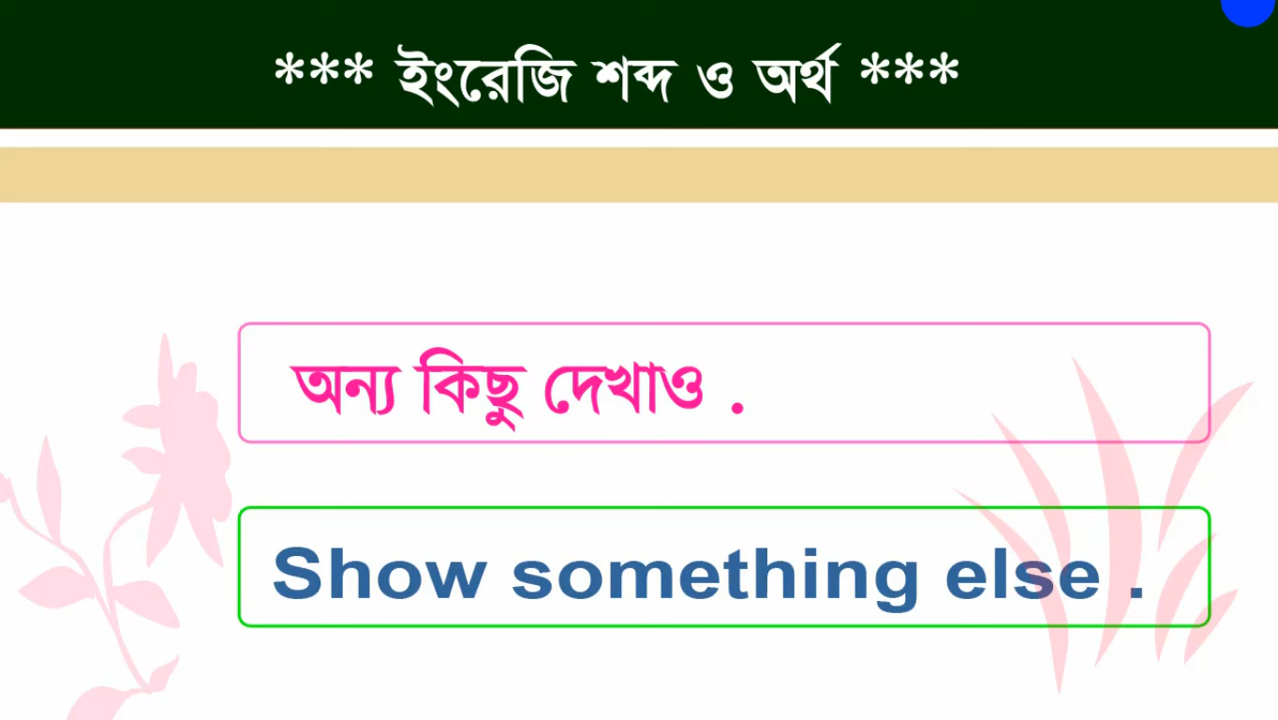 *** ইংরেজি শব্দ ও অর্থ ***
অন্য কিছু দেখাও .
Show something else .